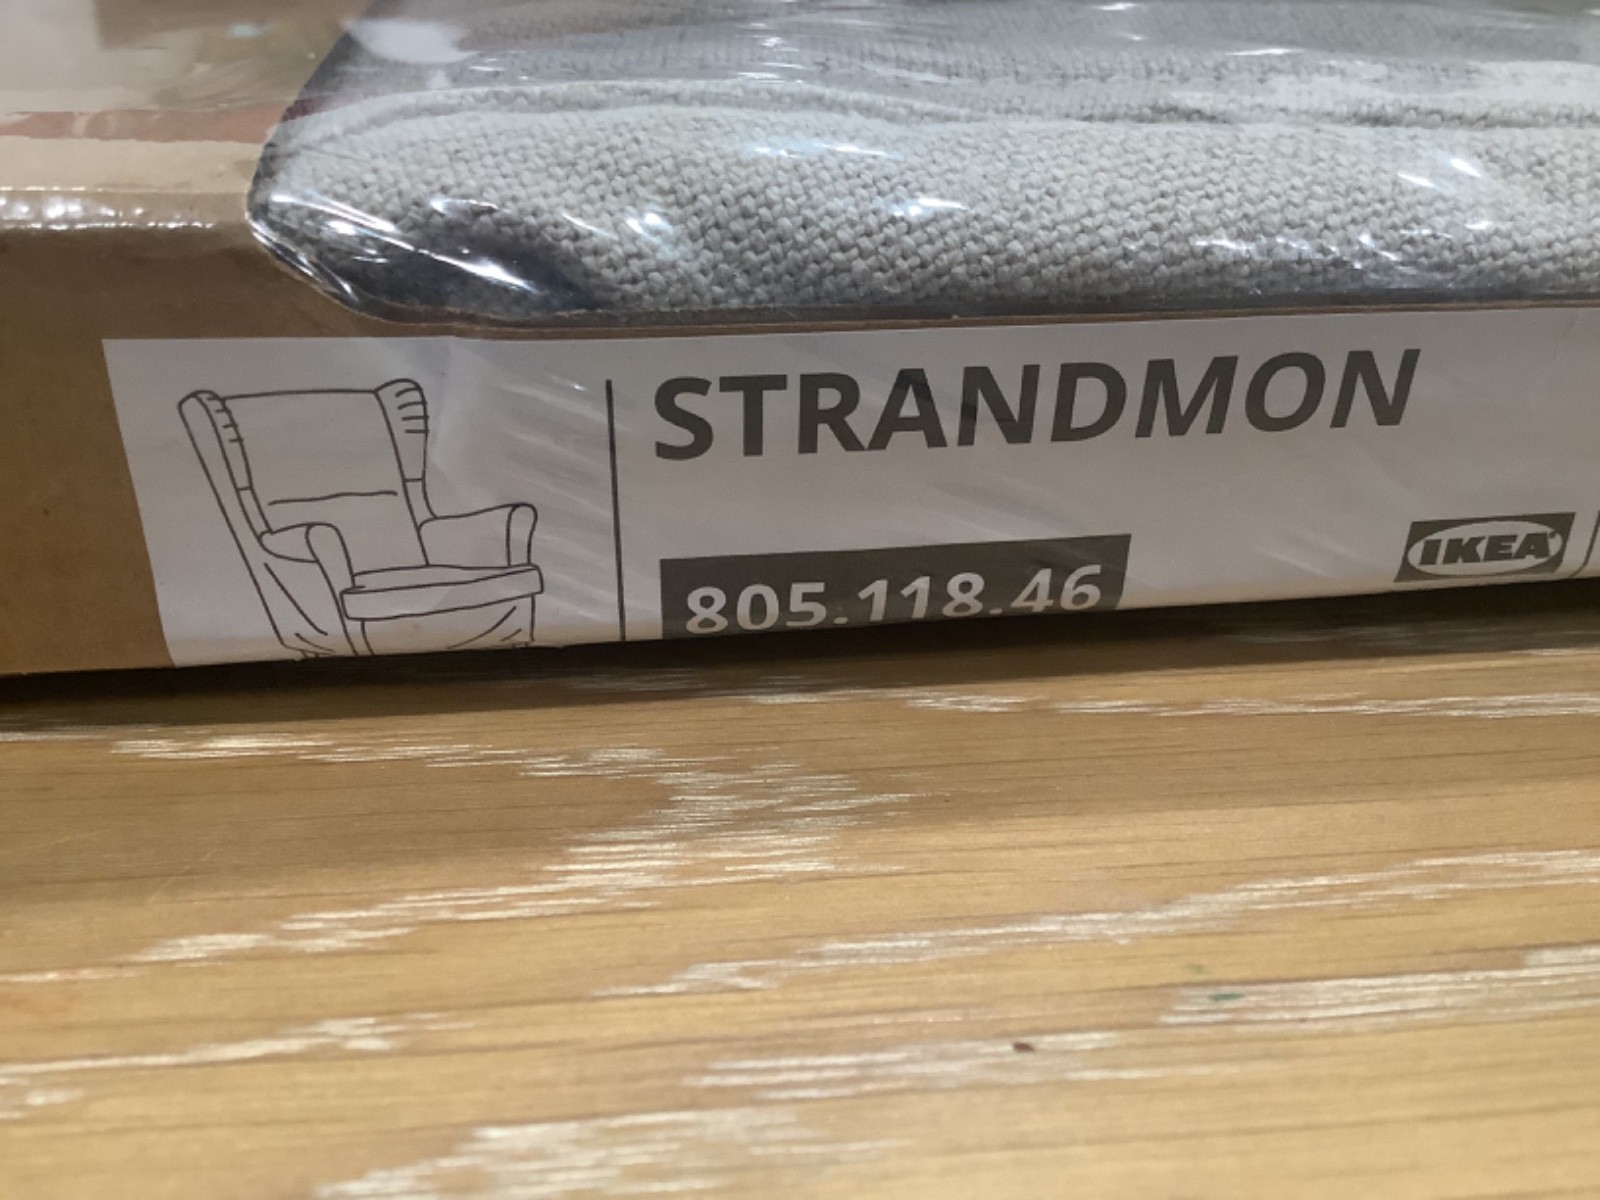 STRANDMON
805.118.46
IKEA